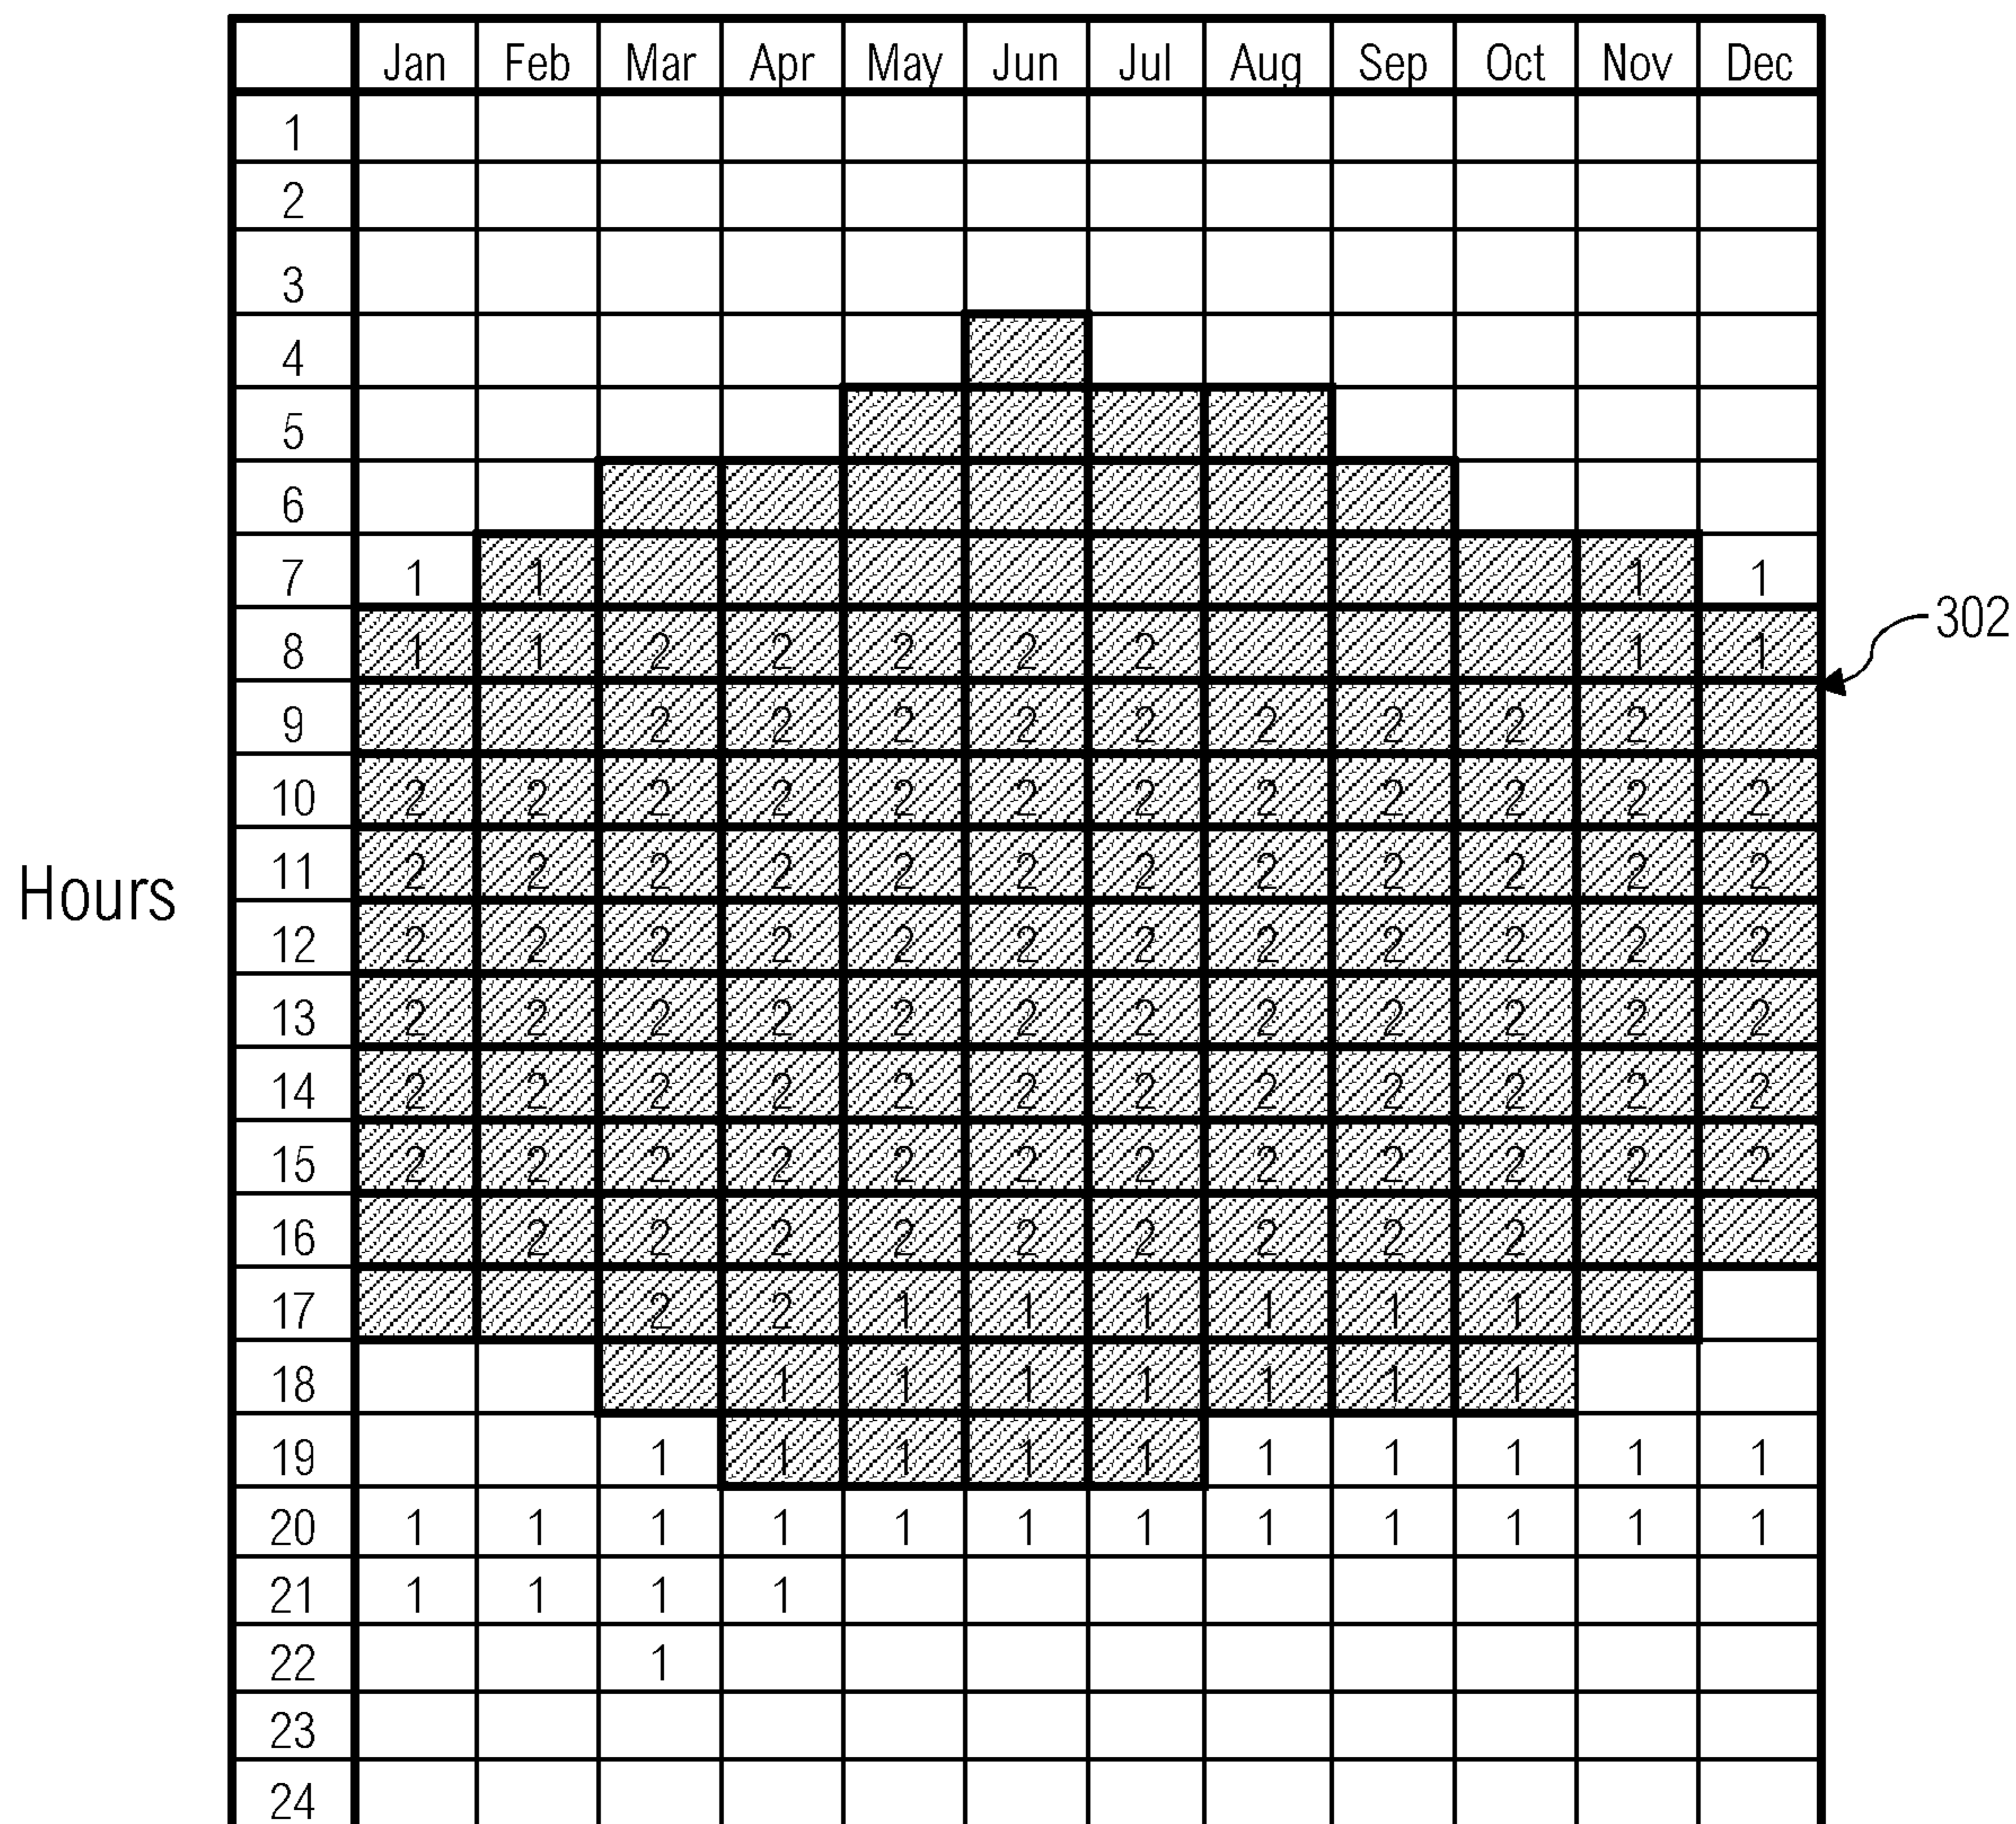 Jan Feb Mar Apr May Jun Jul Aug Sep Oct Nov Dec
1
2
3
4
5
6
7 1 1 1 1
8 1 1 2 2 2 2 2 1 1
302
9 2 2 2 2 2 2 2 2 2
10 2 2 2 2 2 2 2 2 2 2 2 2
Hours
11 2 2 2 2 2 2 2 2 2 2 2 2
12 2 2 2 2 2 2 2 2 2 2 2 2
13 2 2 2 2 2 2 2 2 2 2 2 2
14 2 2 2 2 2 2 2 2 2 2 2 2
15 2 2 2 2 2 2 2 2 2 2 2 2
16 2 2 2 2 2 2 2 2 2
17 2 2 1 1 1 1 1 1
18 1 1 1 1 1 1 1
19 1 1 1 1 1 1 1 1 1 1
20 1 1 1 1 1 1 1 1 1 1 1 1
21 1 1 1 1
22 1
23
24